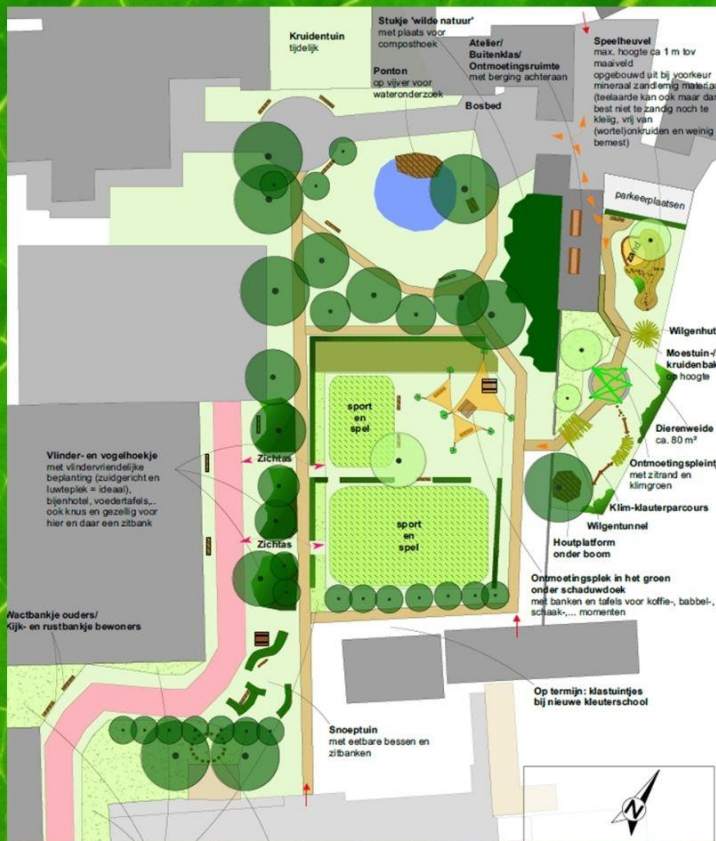 Kruidentuin
tijdelijk
Stukje 'wilde natuur'
met plaats voor
composthoek
Ponton
op vijver voor
wateronderzoek
Atelier/
Buitenklas/
Ontmoetingsruimte
met berging achteraan
Bosbed
Speelheuvel
max. hoogte ca 1 m tov
maaiveld
opgebouwd uit bij voorkeur
mineraal zandlemig materiaa
(teelaarde kan ook maar dan
best niet te zandig noch te
kleiig, vrij van
(wortel)onkruiden en weinig
bemest)
parkeerplaatsen
zand
Wilgenhut
Moestuin-/
kruidenbak
op hoogte
Dierenweide
ca. 80 m²
Ontmoetingspleint
met zitrand en
klimgroen
Klim-klauterparcours
Wilgentunnel
Houtplatform
onder boom
sport
en
spel
Vlinder- en vogelhoekje
met vlindervriendelijke
beplanting (zuidgericht en
luwteplek = ideaal),
bijenhotel, voedertafels,...
ook knus en gezellig voor
hier en daar een zitbank
Zichtas
sport
en
spel
Zichtas
Ontmoetingsplek in het groen
onder schaduwdoek
met banken en tafels voor koffie-, babbel-,
schaak-,... momenten
Wactbankje ouders/
Kijk- en rustbankje bewoners
Op termijn: klastuintjes
bij nieuwe kleuterschool
Snoeptuin
met eetbare bessen en
zitbanken
N